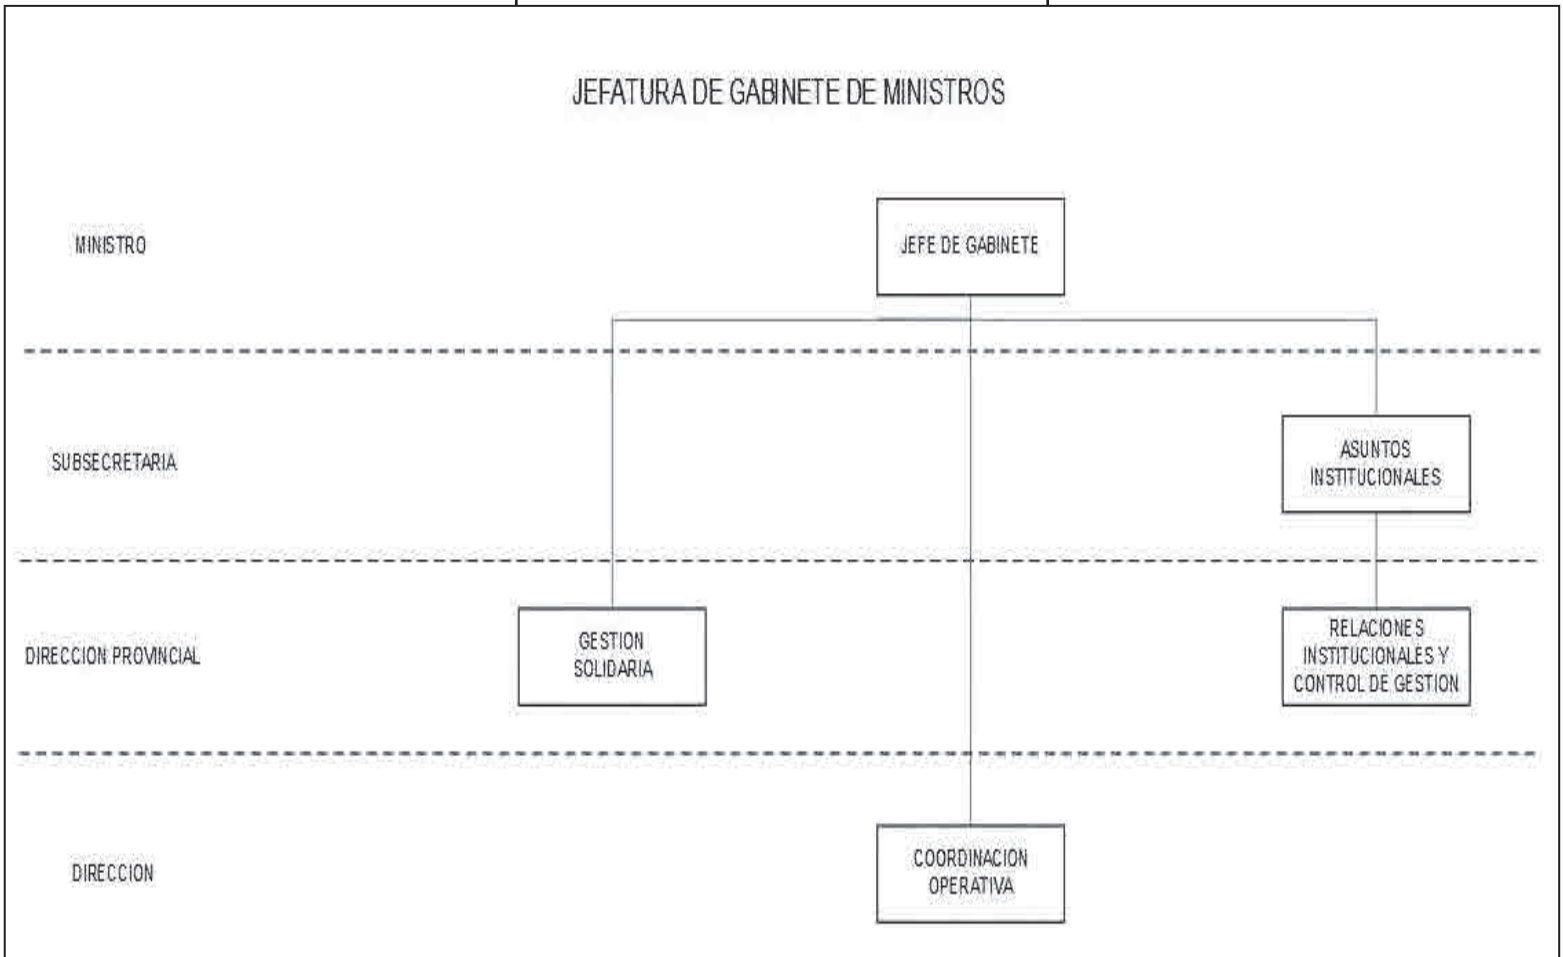 JEFATURA DE GABINETE DE MINISTROS
MINISTRO
JEFE DE GABINETE
SUBSECRETARIA
ASUNTOS
INSTITUCIONALES
DIRECCION PROVINCIAL
GESTION
SOLIDARIA
RELACIONES
INSTITUCIONALES Y
CONTROL DE GESTION
DIRECCION
COORDINACION
OPERATIVA